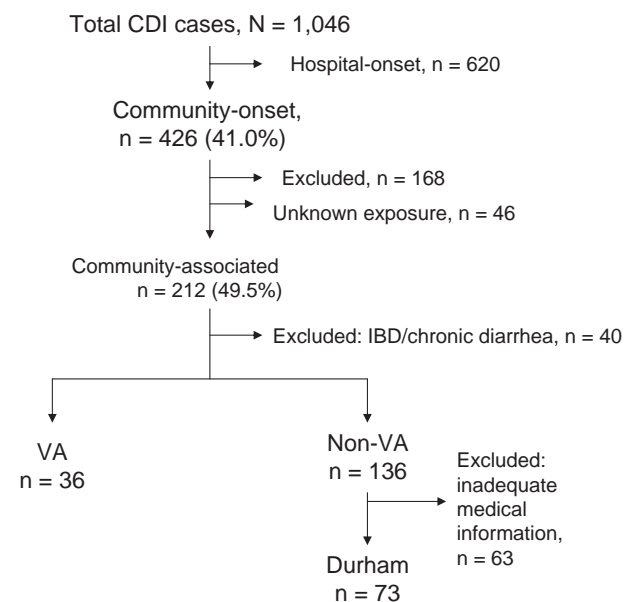 Total CDI cases, N = 1,046
Hospital-onset, n = 620
Community-onset,
n = 426 (41.0%)
Excluded, n = 168
Unknown exposure, n = 46
Community-associated
n = 212 (49.5%)
Excluded: IBD/chronic diarrhea, n = 40
VA
n = 36
Non-VA
n = 136
Excluded:
inadequate
medical
information,
n = 63
Durham
n = 73